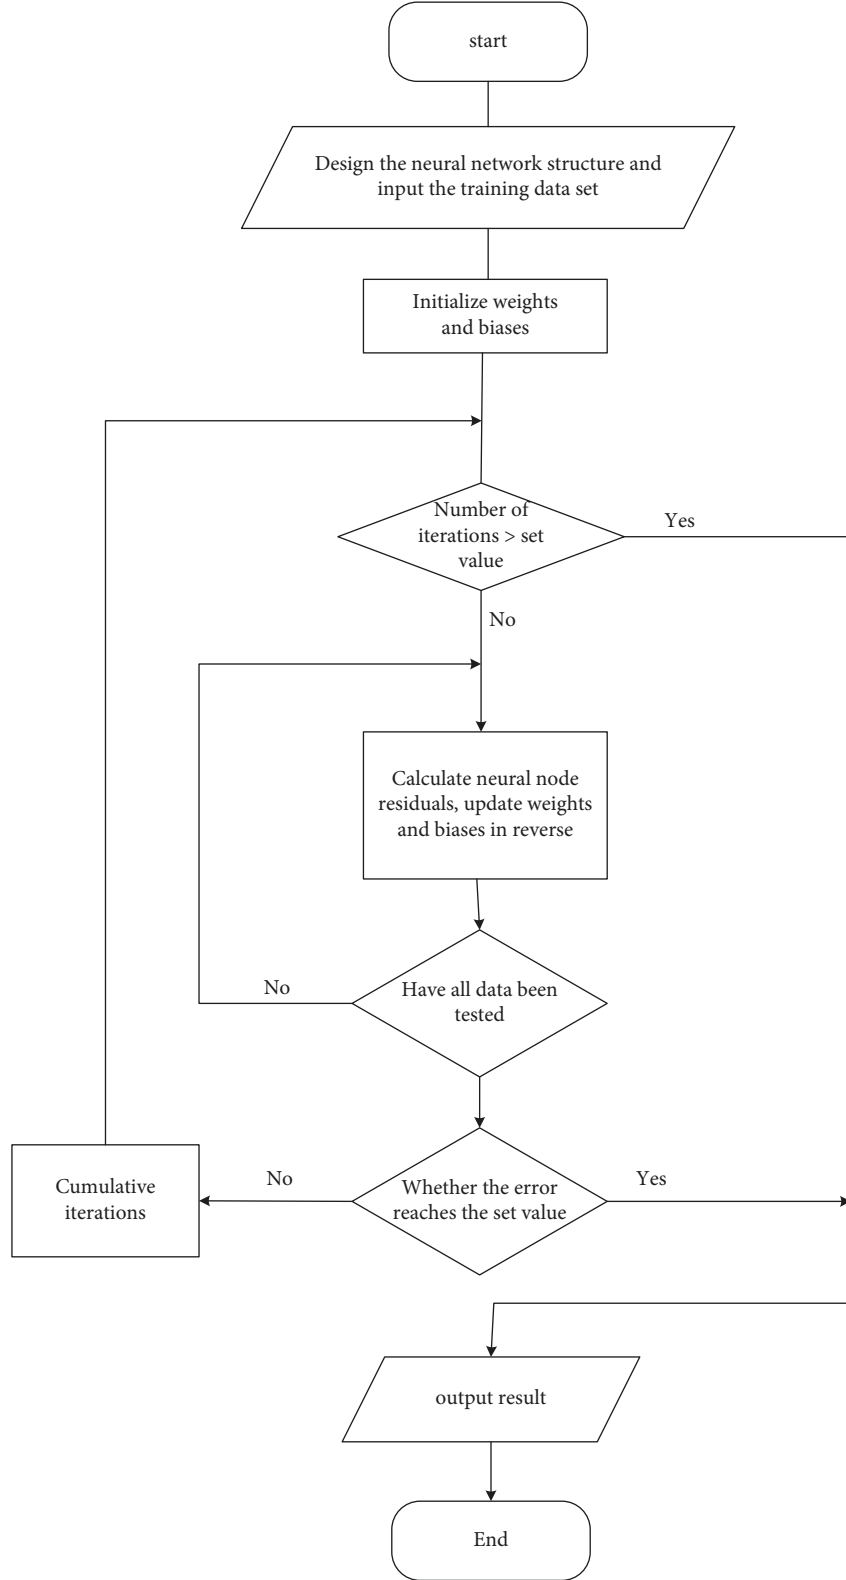 start
Design the neural network structure and
input the training data set
Initialize weights
and biases
Number of
iterations > set
value
Yes
No
Calculate neural node
residuals, update weights
and biases in reverse
No
Have all data been
tested
Cumulative
iterations
No
Whether the error
reaches the set value
Yes
output result
End